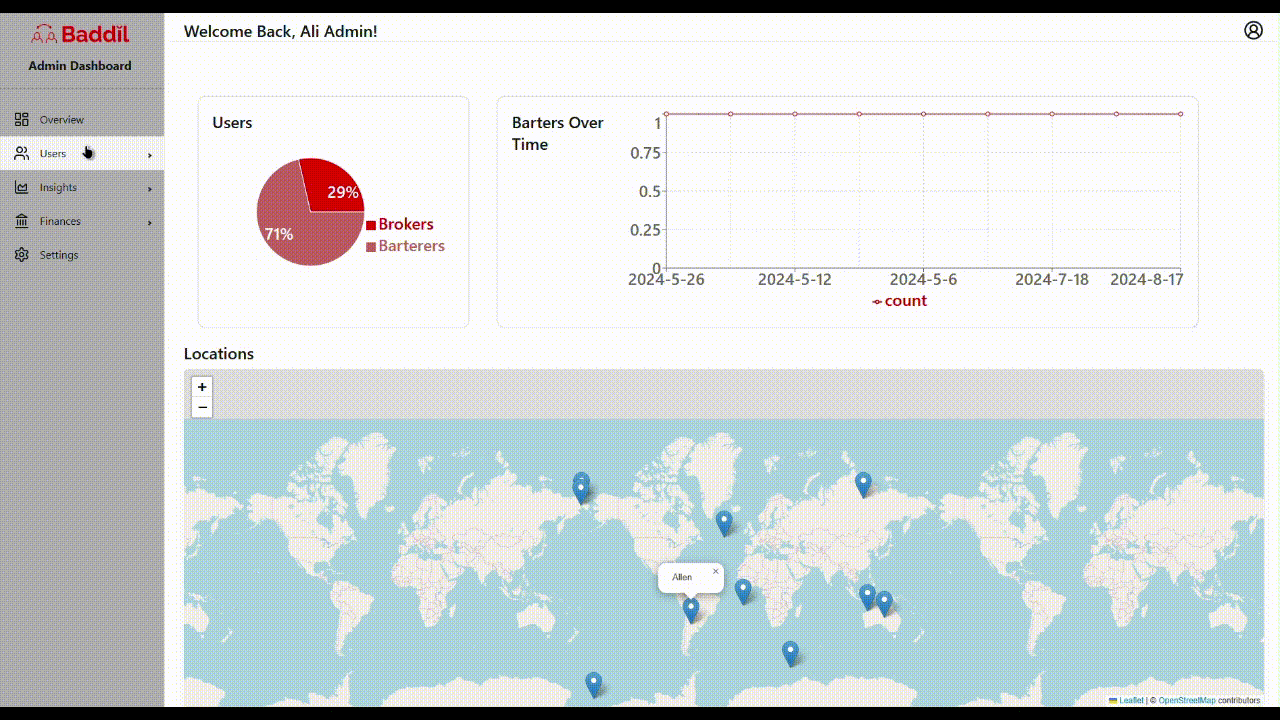 Baddïl
Admin Dashboard
Overview
Users
Insights
Finances
Settings
Welcome Back, Ali Admin!
Users
29%
71%
Brokers
Barterers
Barters Over
Time
1
0.75
0.5
0.25
0
2024-5-26
2024-5-12
2024-5-6
2024-7-18
2024-8-17
count
Locations
+
−
Allen
×
Leaflet | © OpenStreetMap contributors